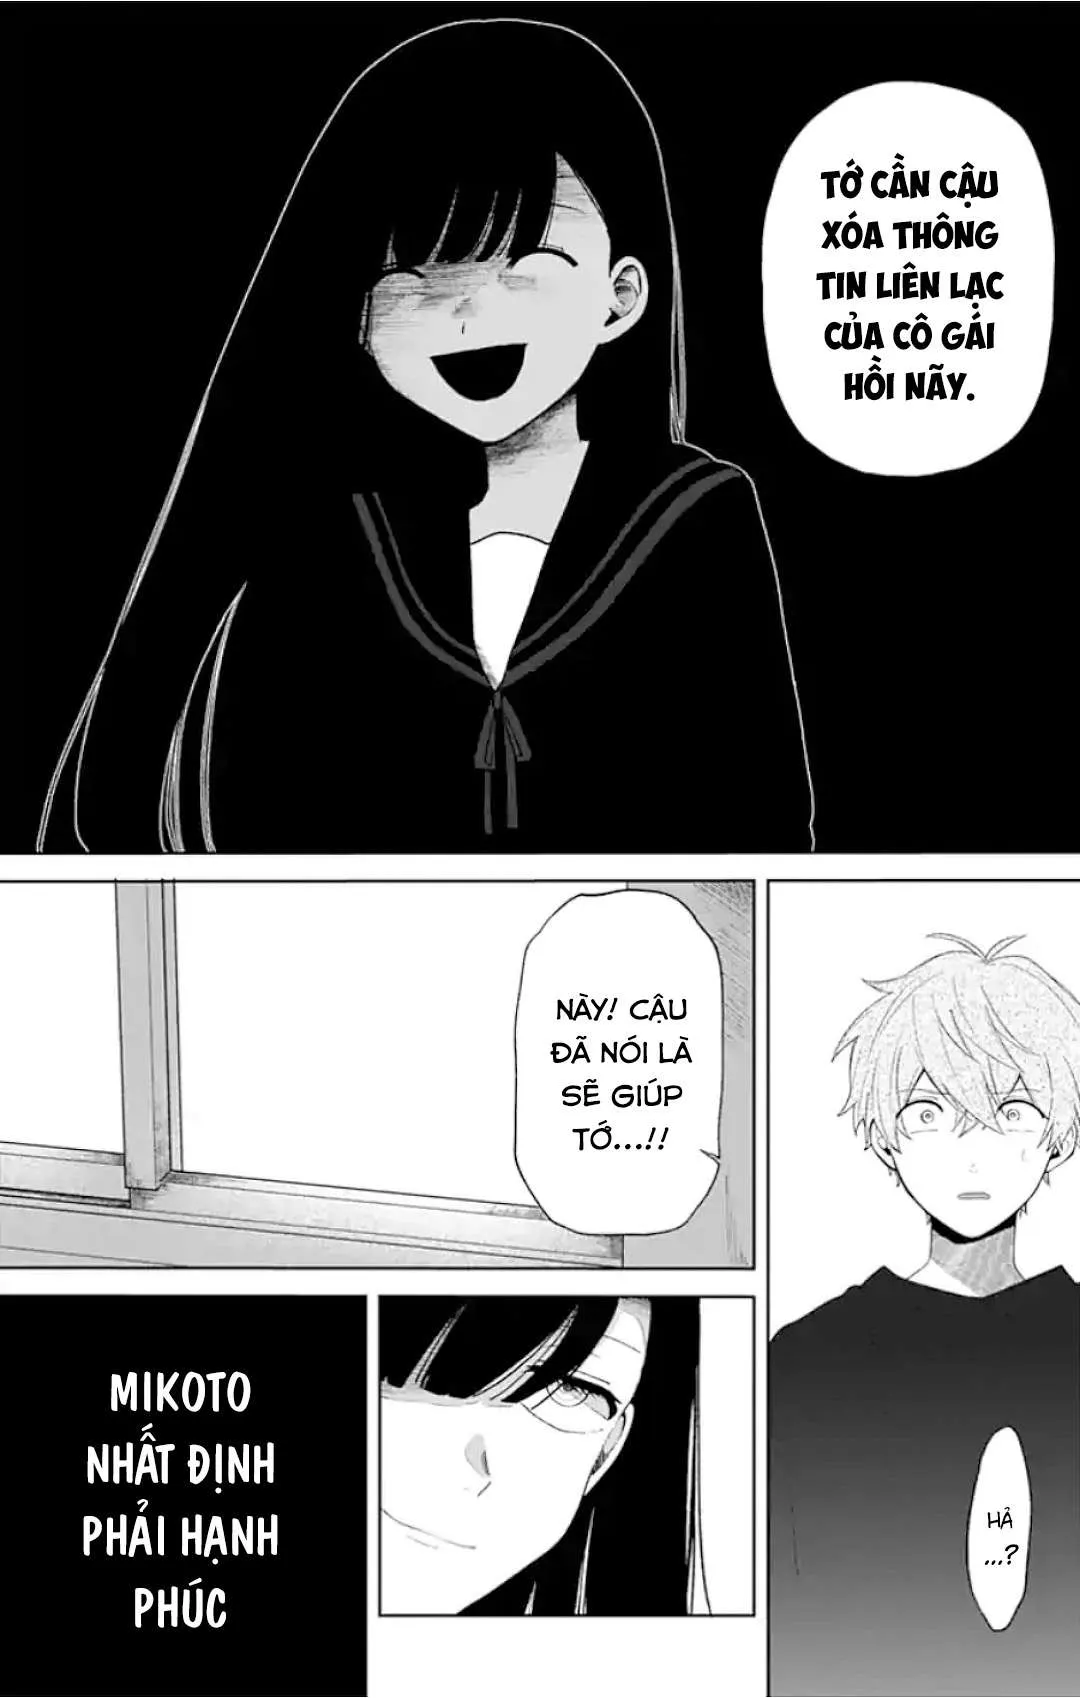 TỚ CẦN CẬU
XÓA THÔNG
TIN LIÊN LẠC
CỦA CÔ GÁI
HỒI NÃY.
HẢ
...?
NÀY! CẬU
ĐÃ NÓI LÀ
SẼ GIÚP
TỚ...!!
MIKOTO
NHẤT ĐỊNH
PHẢI HẠNH
PHÚC